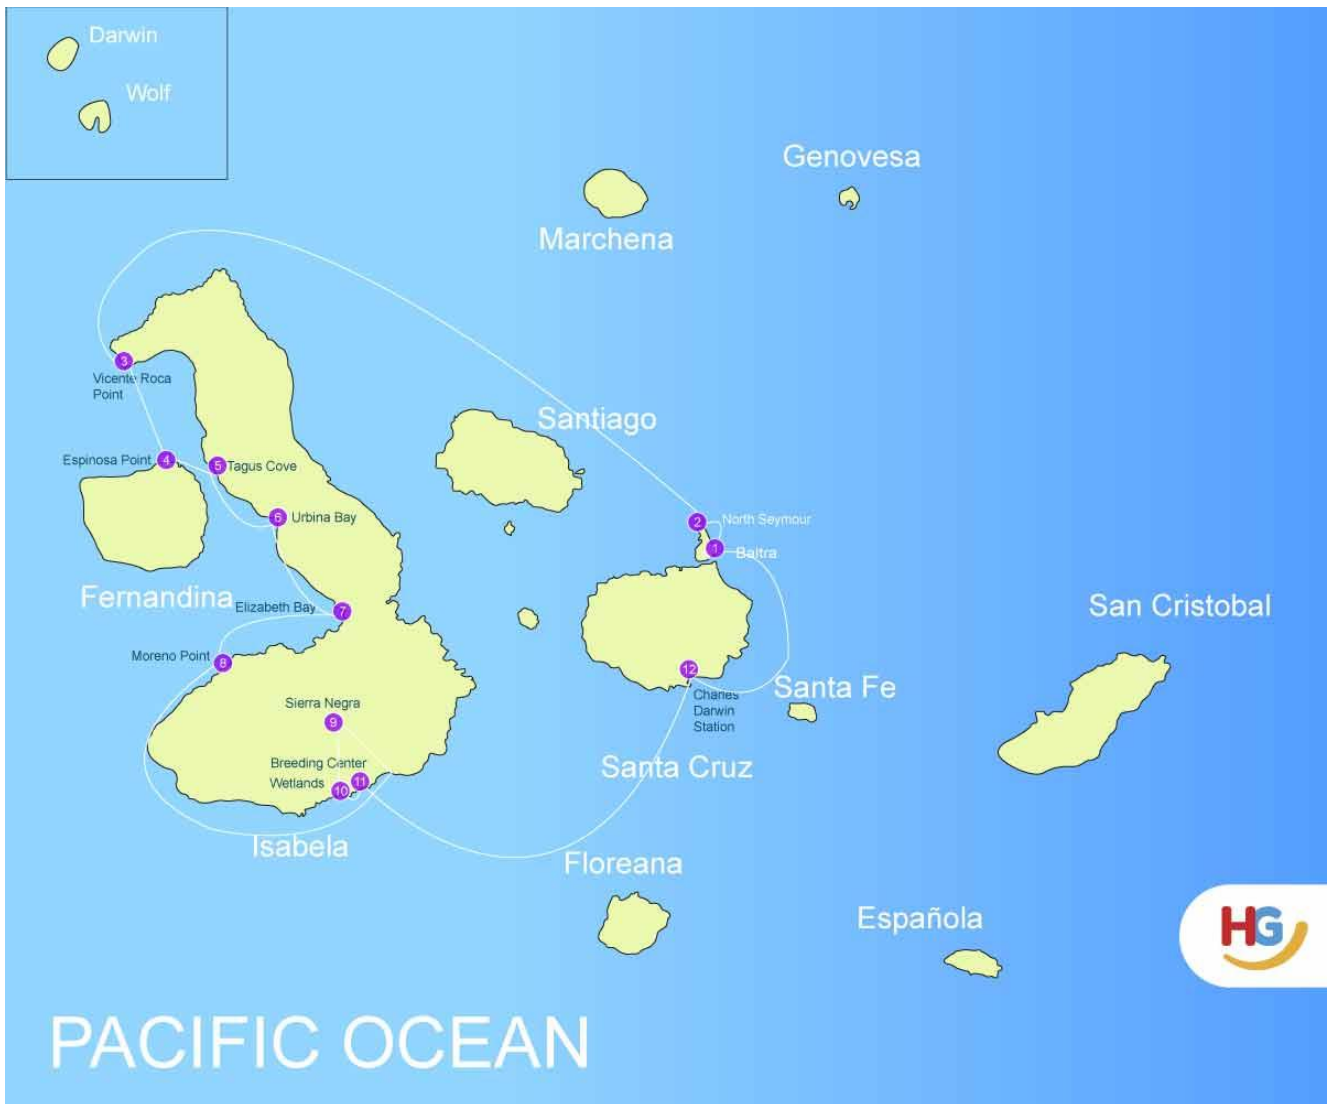 Darwin
Wolf
Genovesa
Marchena
3
Vicente Roca
Point
Santiago
Espinosa Point
4
5
Tagus Cove
6
Urbina Bay
2
North Seymour
1
Baltra
Fernandina
Elizabeth Bay
7
San Cristobal
Moreno Point
8
12
Charles
Darwin
Station
Santa Fe
Sierra Negra
9
Breeding Center
11
Wetlands
10
Santa Cruz
Isabela
Floreana
Española
HG
PACIFIC OCEAN